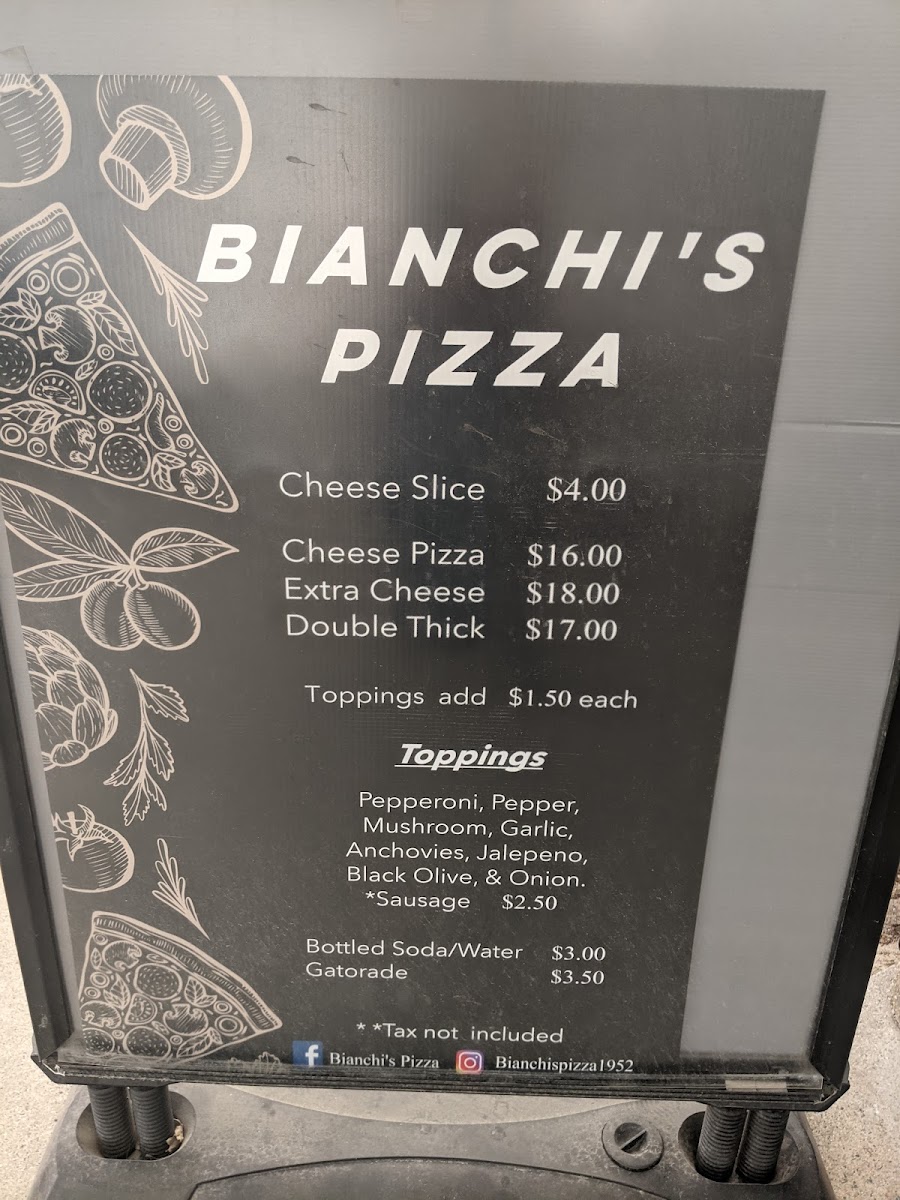 BIANCHI'S
PIZZA
Cheese Slice $4.00
Cheese Pizza $16.00
Extra Cheese $18.00
Double Thick $17.00
Toppings add $1.50 each
Toppings
Pepperoni, Pepper,
Mushroom, Garlic,
Anchovies, Jalepeno,
Black Olive, & Onion.
*Sausage $2.50
Bottled Soda/Water $3.00
Gatorade $3.50
* *Tax not included
f Bianchi's Pizza Bianchispizza1952